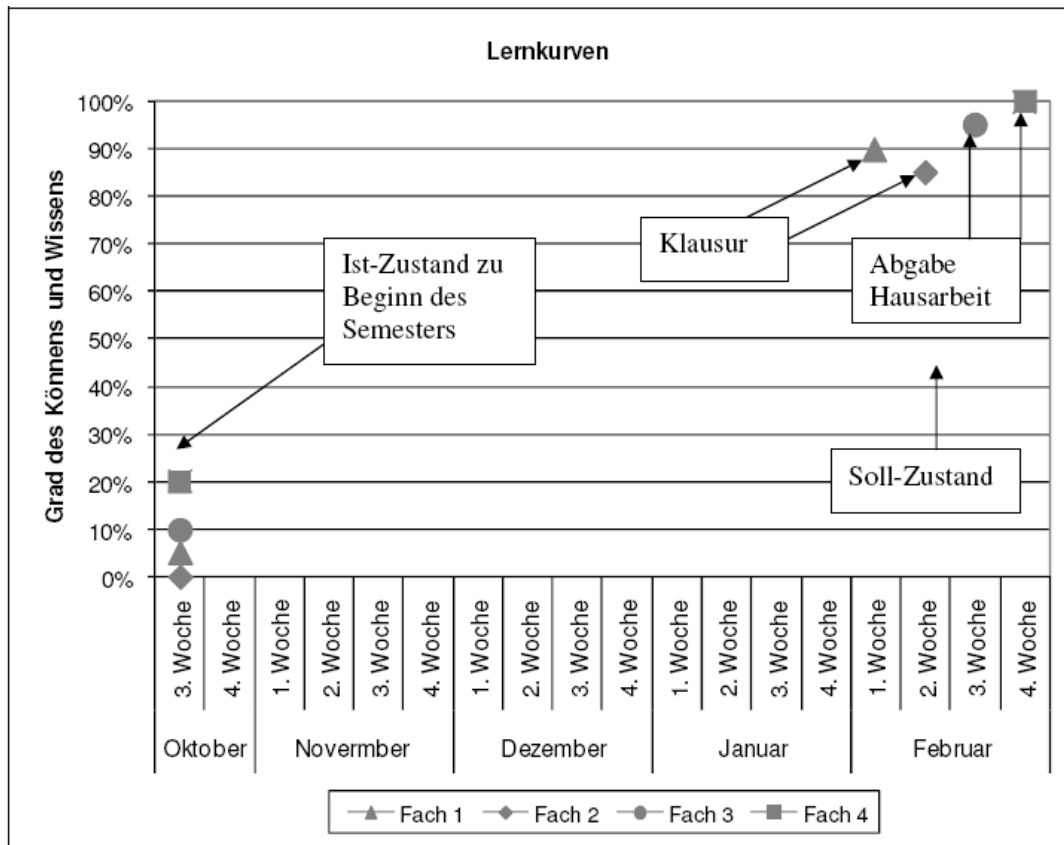 Lernkurven
Grad des Könnens und Wissens
100%
90%
80%
70%
60%
50%
40%
30%
20%
10%
0%
Ist-Zustand zu
Beginn des
Semesters
Klausur
Abgabe
Hausarbeit
Soll-Zustand
3. Woche
4. Woche
1. Woche
2. Woche
3. Woche
4. Woche
1. Woche
2. Woche
3. Woche
4. Woche
1. Woche
2. Woche
3. Woche
4. Woche
1. Woche
2. Woche
3. Woche
4. Woche
Oktober
Novermber
Dezember
Januar
Februar
Fach 1
Fach 2
Fach 3
Fach 4